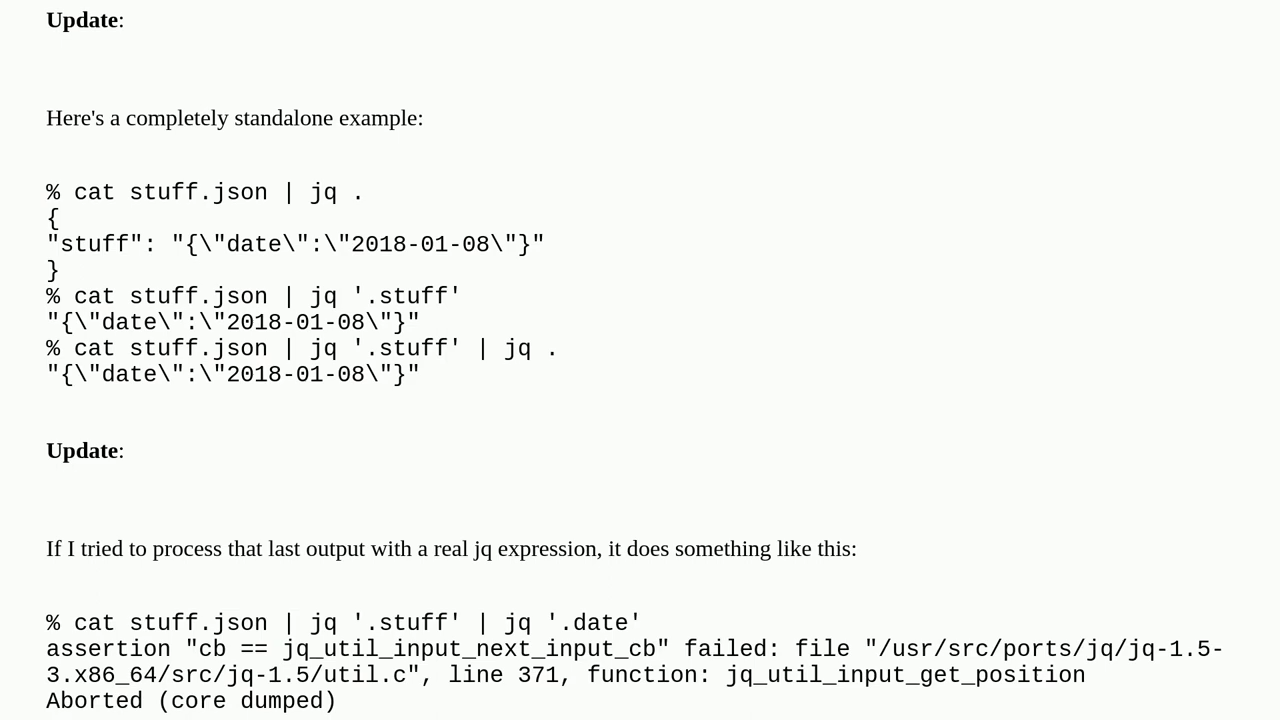 Update:
Here's a completely standalone example:
% cat stuff.json | jq .
{
"stuff": "{\"date\":\"2018-01-08\"}"
}
% cat stuff.json | jq '.stuff'
"{\"date\":\"2018-01-08\"}"
% cat stuff.json | jq '.stuff' | jq .
"{\"date\":\"2018-01-08\"}"
Update:
If I tried to process that last output with a real jq expression, it does something like this:
% cat stuff.json | jq '.stuff' | jq '.date'
assertion "cb == jq_util_input_next_input_cb" failed: file "/usr/src/ports/jq/jq-1.5-
3.x86_64/src/jq-1.5/util.c", line 371, function: jq_util_input_get_position
Aborted (core dumped)